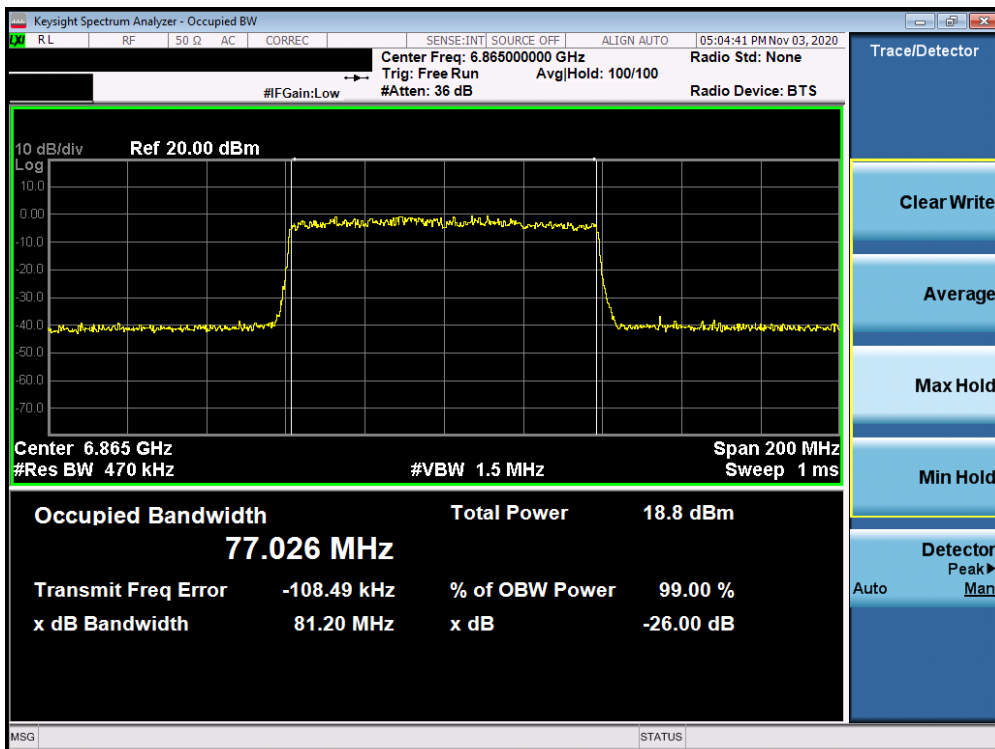 Keysight Spectrum Analyzer - Occupied BW
LXI RL RF 50 Ω AC CORREC SENSE:INT SOURCE OFF ALIGN AUTO 05:04:41 PM Nov 03, 2020
Center Freq: 6.865000000 GHz Radio Std: None
Trig: Free Run Avg|Hold: 100/100
#IFGain:Low #Atten: 36 dB Radio Device: BTS
Trace/Detector
10 dB/div Ref 20.00 dBm
Log
10.0
0.00
-10.0
-20.0
-30.0
-40.0
-50.0
-60.0
-70.0
Center 6.865 GHz Span 200 MHz
#Res BW 470 kHz #VBW 1.5 MHz Sweep 1 ms
Occupied Bandwidth Total Power 18.8 dBm
77.026 MHz
Transmit Freq Error -108.49 kHz % of OBW Power 99.00 %
x dB Bandwidth 81.20 MHz x dB -26.00 dB
Clear Write
Average
Max Hold
Min Hold
Detector
Peak▶
Auto Man
MSG STATUS